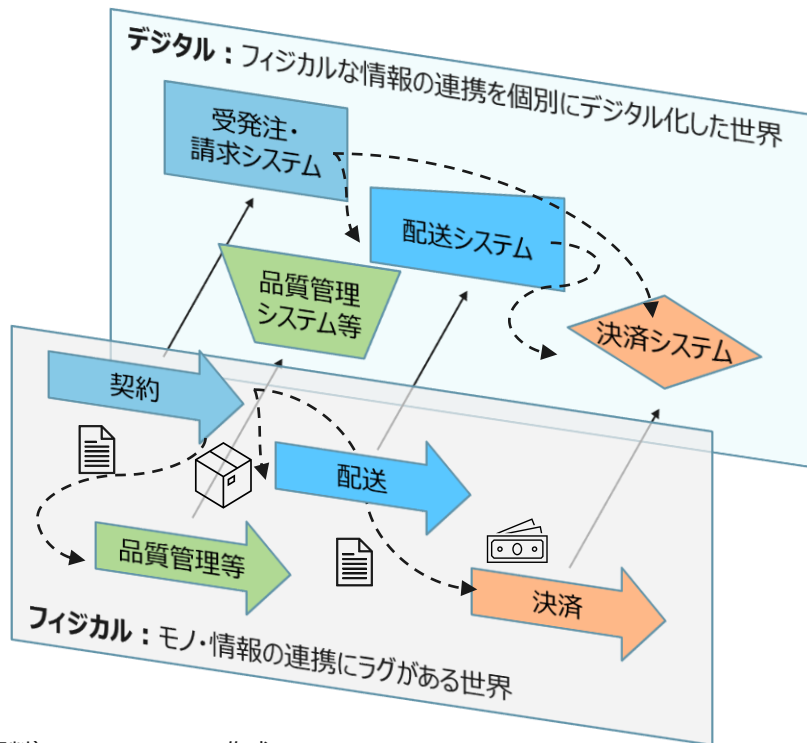 デジタル：フィジカルな情報の連携を個別にデジタル化した世界
受発注・
請求システム
配送システム
品質管理
システム等
決済システム
契約
配送
品質管理等
決済
フィジカル：モノ・情報の連携にラグがある世界